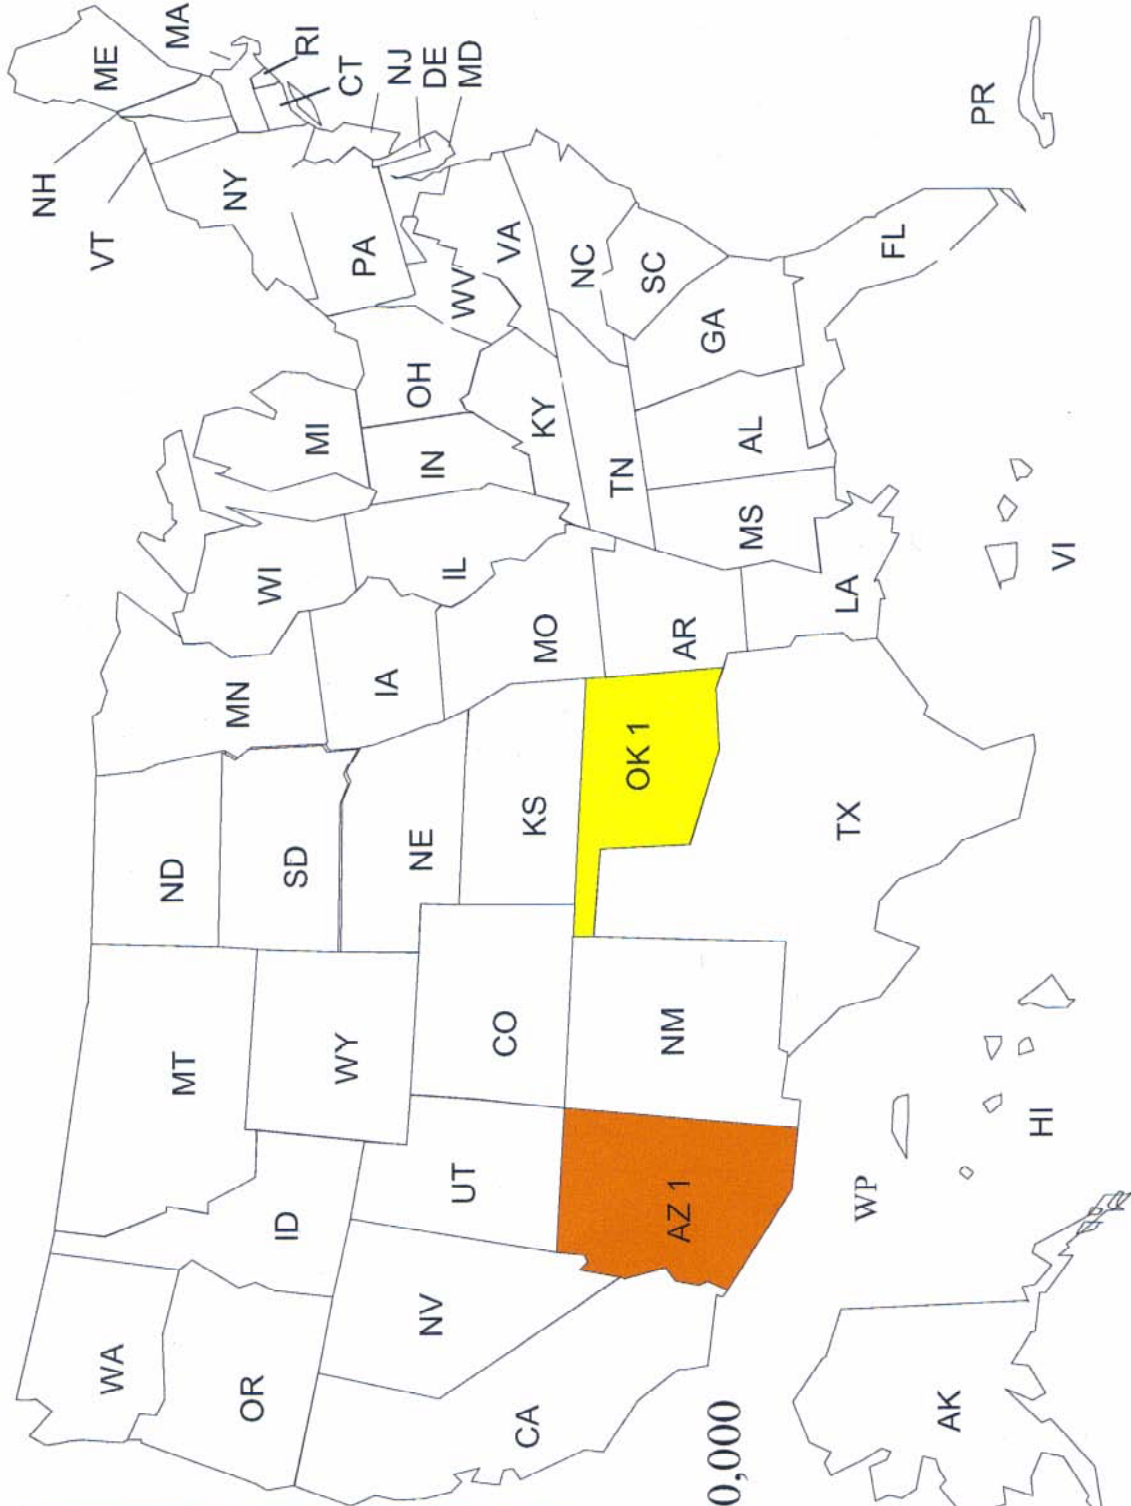 WA
MT
ND
MN
ME
NH
VT
MA
RI
CT
NY
NJ
DE
MD
PA
OR
ID
SD
WI
MI
WY
NE
IA
IL
IN
OH
WV
VA
NV
UT
CO
KS
MO
KY
NC
CA
AZ 1
NM
OK 1
AR
TN
SC
MS
AL
GA
TX
LA
FL
0,000
AK
WP
HI
VI
PR